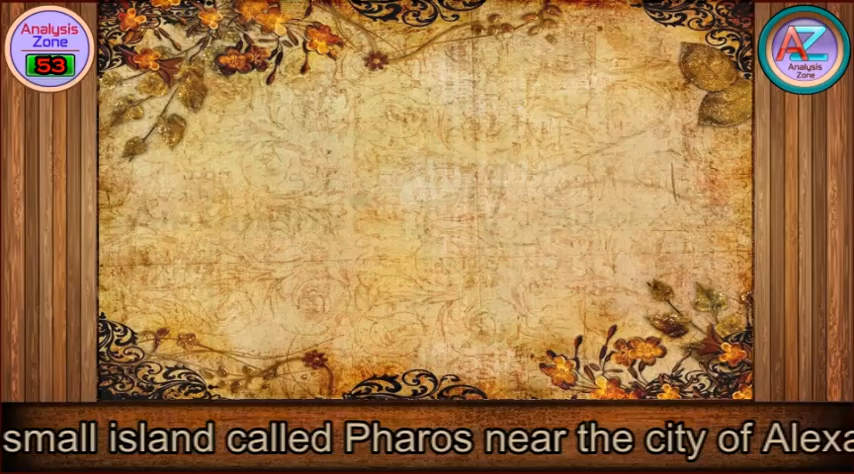 Analysis
Zone
53
AZ
Analysis
Zone
small island called Pharos near the city of Alexa